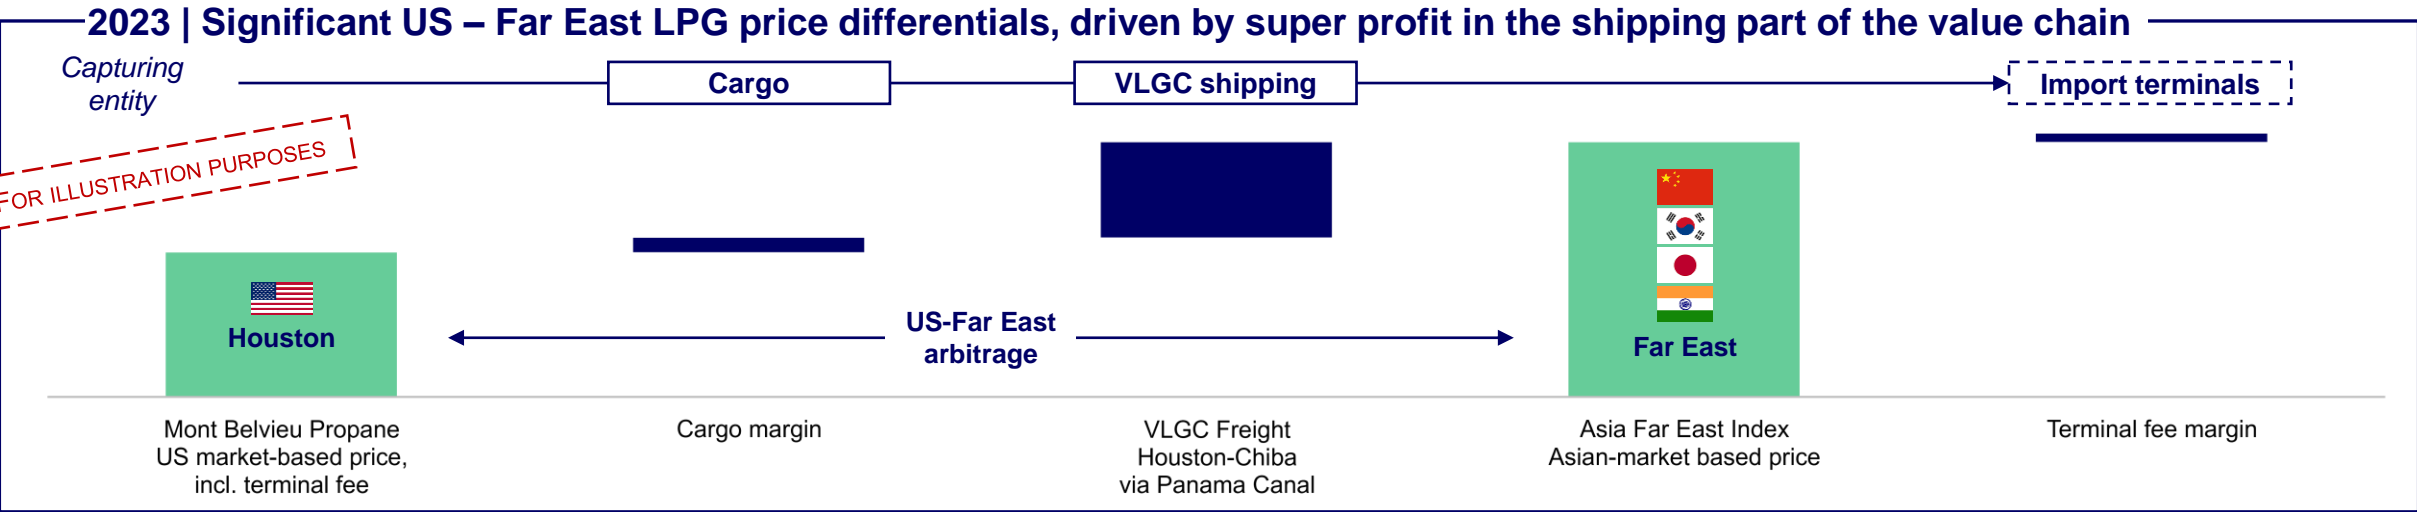 2023 | Significant US – Far East LPG price differentials, driven by super profit in the shipping part of the value chain
Capturing
entity
Cargo
VLGC shipping
Import terminals
FOR ILLUSTRATION PURPOSES
Houston
US-Far East
arbitrage
Far East
Mont Belvieu Propane
US market-based price,
incl. terminal fee
Cargo margin
VLGC Freight
Houston-Chiba
via Panama Canal
Asia Far East Index
Asian-market based price
Terminal fee margin